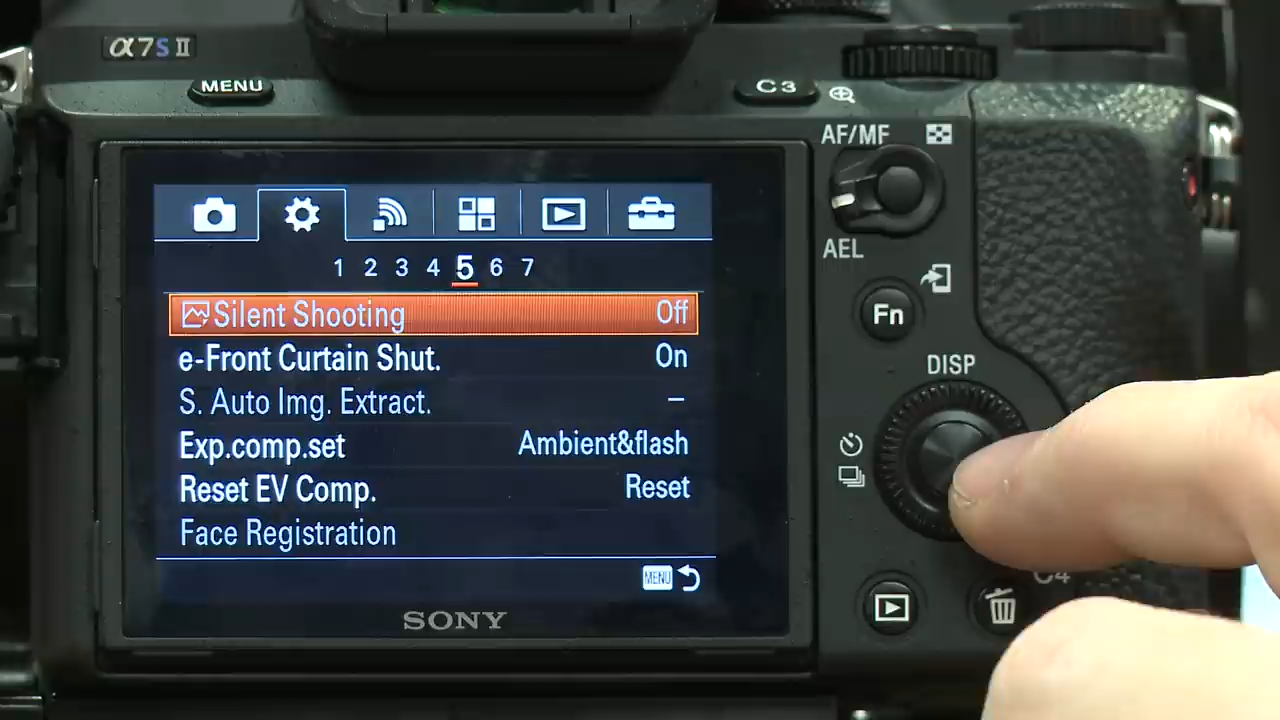 α7SII
MENU
C3
AF/MF
AEL
1 2 3 4 5 6 7
Silent Shooting Off
e-Front Curtain Shut. On
S. Auto Img. Extract. –
Exp.comp.set Ambient&flash
Reset EV Comp. Reset
Face Registration
MENU
Fn
DISP
C4
SONY